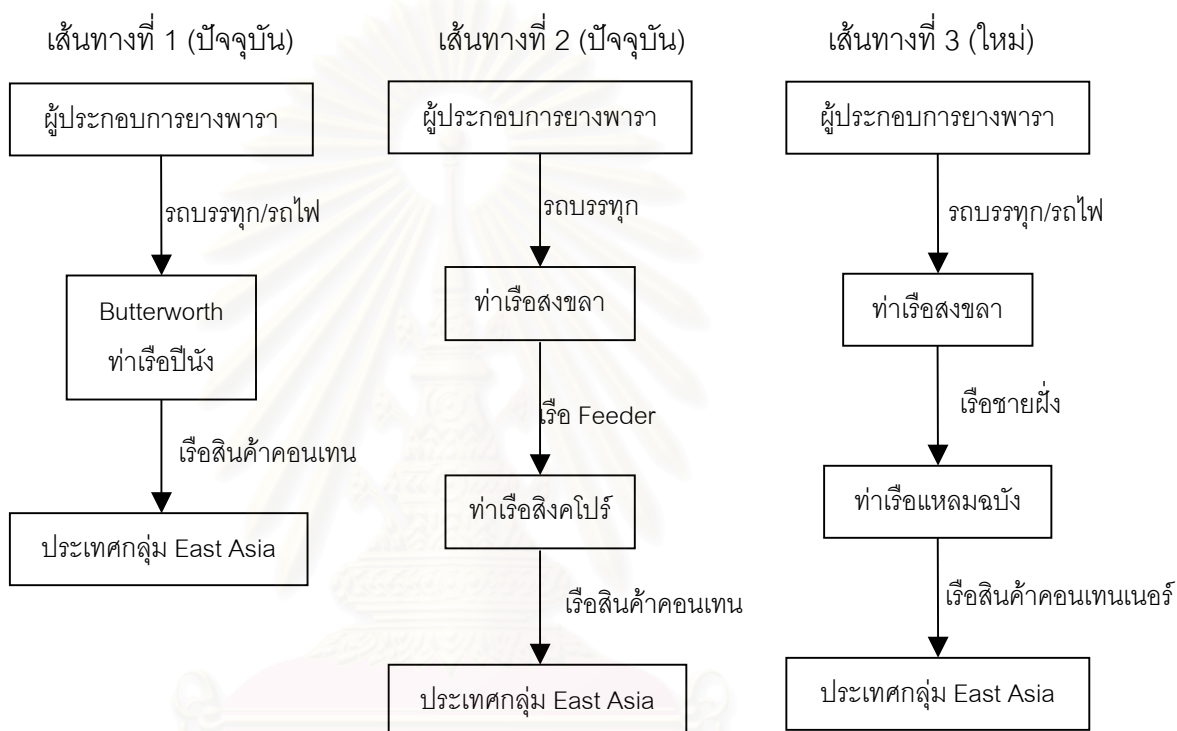 เส้นทางที่ 1 (ปัจจุบัน)
ผู้ประกอบการยางพารา
รถบรรทุก/รถไฟ
Butterworth
ท่าเรือปีนัง
เรือสินค้าคอนเทน
ประเทศกลุ่ม East Asia
เส้นทางที่ 2 (ปัจจุบัน)
ผู้ประกอบการยางพารา
รถบรรทุก
ท่าเรือสงขลา
เรือ Feeder
ท่าเรือสิงคโปร์
เรือสินค้าคอนเทน
ประเทศกลุ่ม East Asia
เส้นทางที่ 3 (ใหม่)
ผู้ประกอบการยางพารา
รถบรรทุก/รถไฟ
ท่าเรือสงขลา
เรือชายฝั่ง
ท่าเรือแหลมฉบัง
เรือสินค้าคอนเทนเนอร์
ประเทศกลุ่ม East Asia